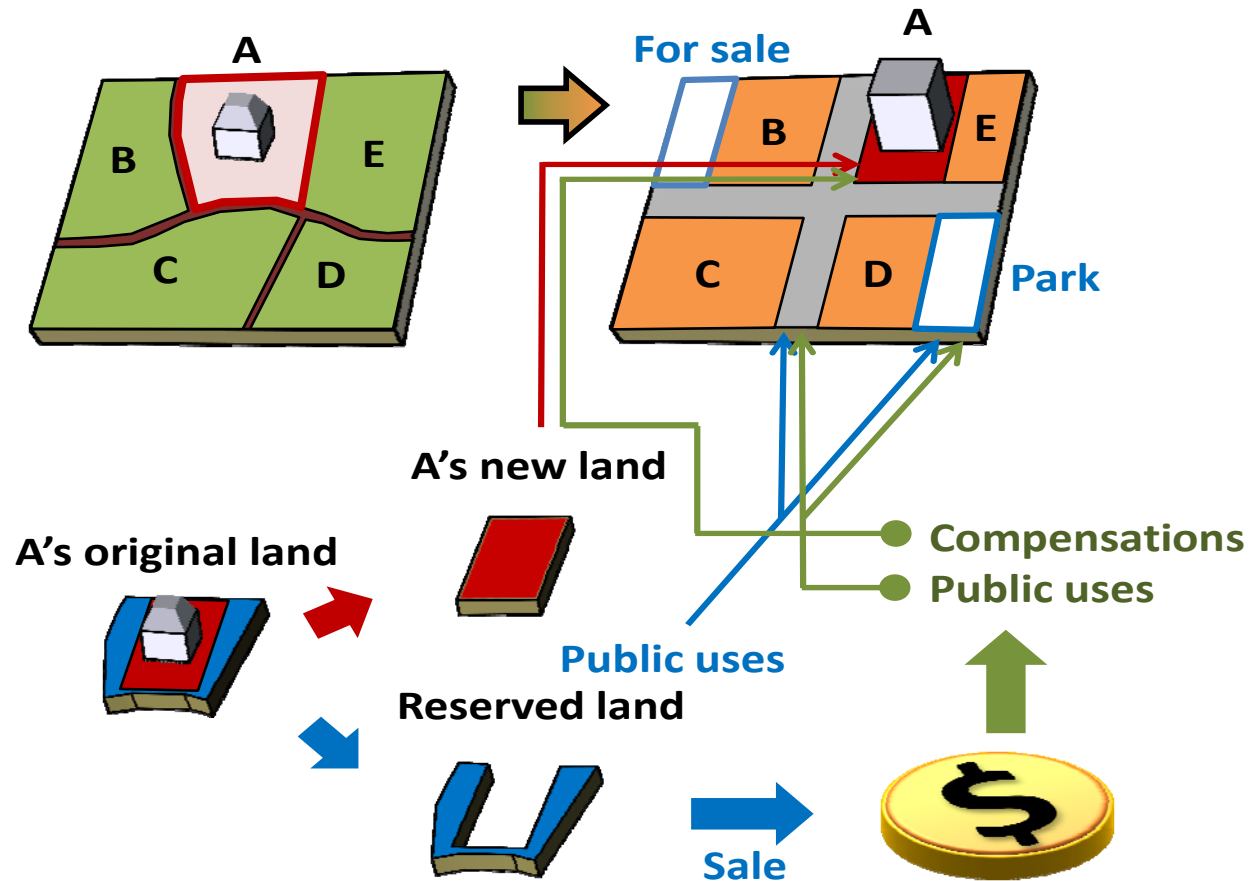 A
B
E
C
D
For sale
A
B
E
C
D
Park
A's new land
A's original land
Compensations
Public uses
Public uses
Reserved land
Sale
$